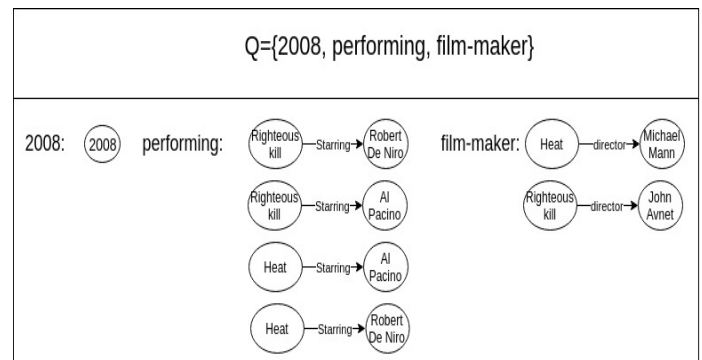 Q={2008, performing, film-maker}
2008:
2008
performing:
Righteous
kill
Starring
Robert
De Niro
Righteous
kill
Starring
Al
Pacino
Heat
Starring
Al
Pacino
Heat
Starring
Robert
De Niro
film-maker:
Heat
director
Michael
Mann
Righteous
kill
director
John
Avnet